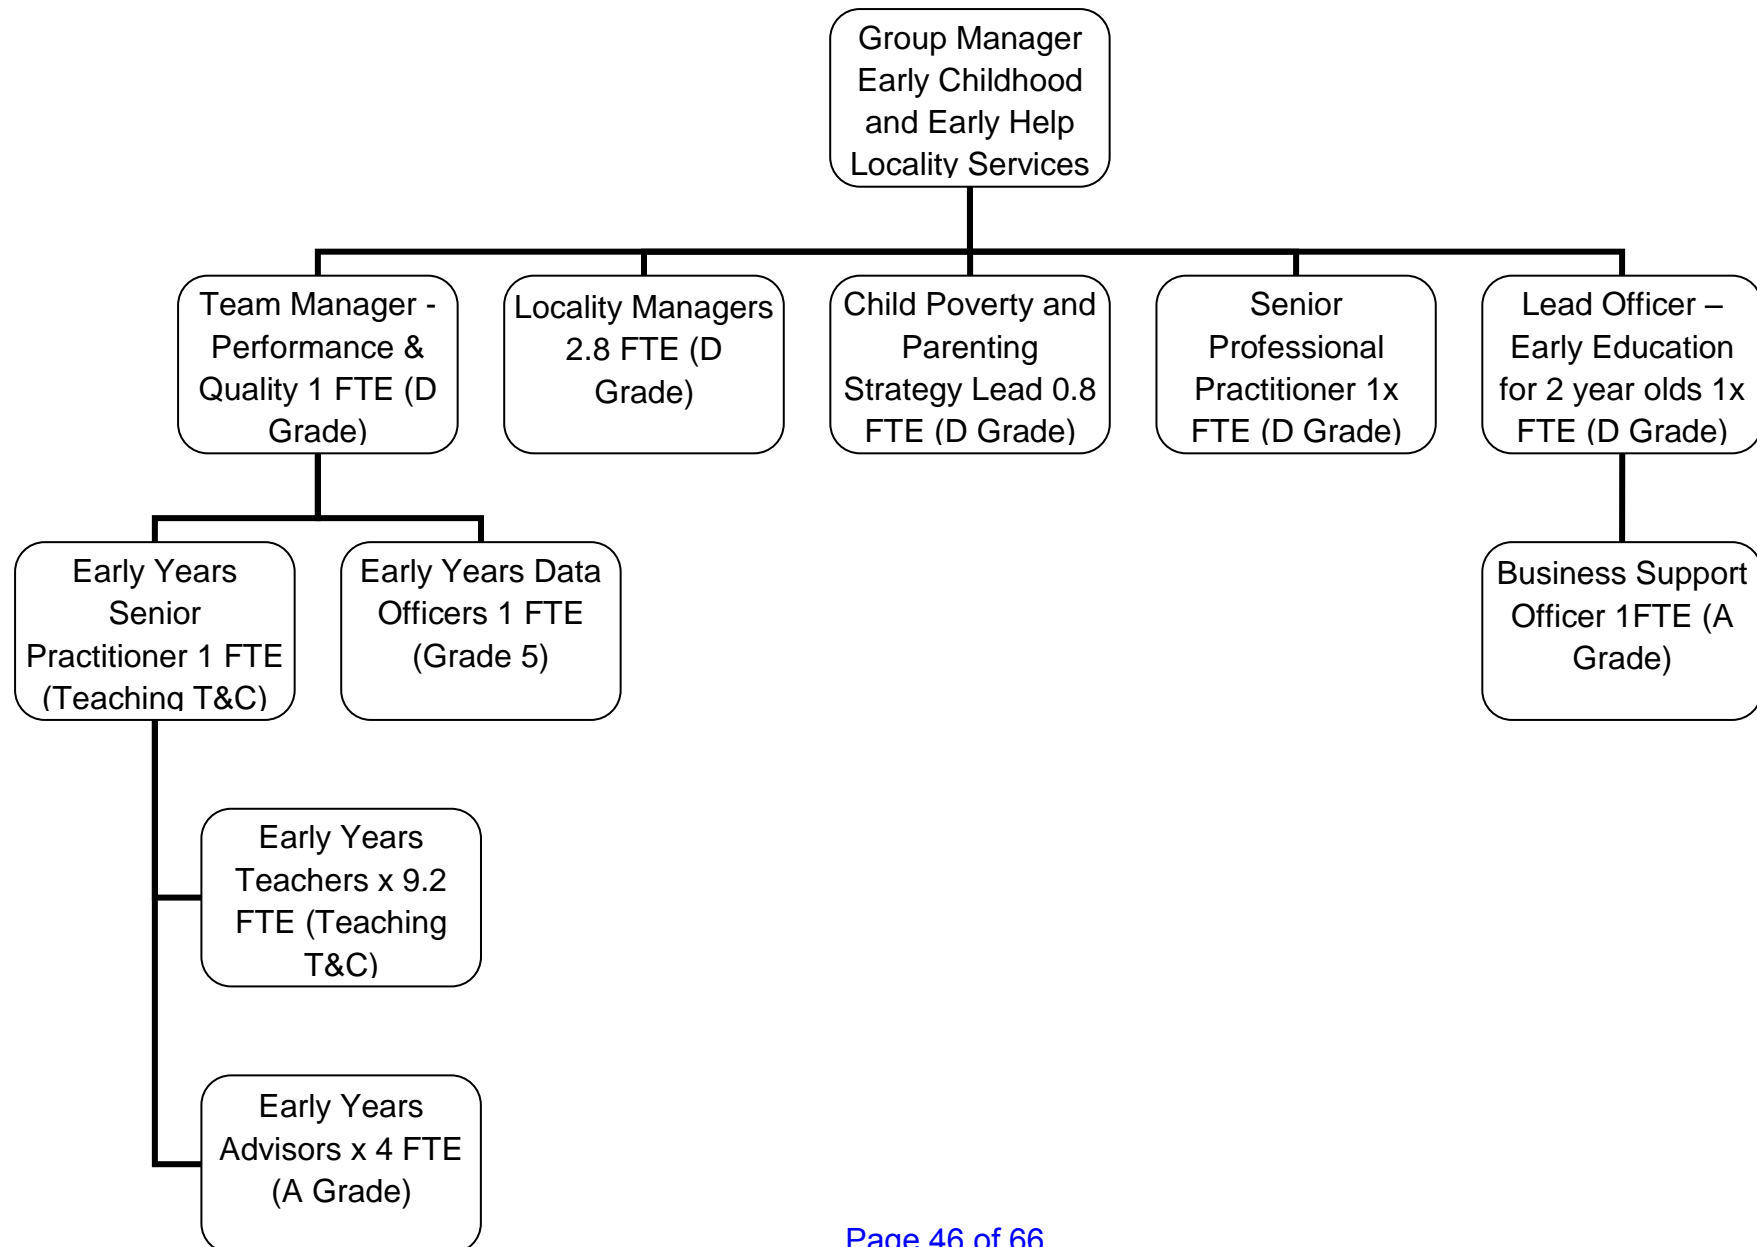 Group Manager
Early Childhood
and Early Help
Locality Services
Team Manager -
Performance &
Quality 1 FTE (D
Grade)
Locality Managers
2.8 FTE (D
Grade)
Child Poverty and
Parenting
Strategy Lead 0.8
FTE (D Grade)
Senior
Professional
Practitioner 1x
FTE (D Grade)
Lead Officer –
Early Education
for 2 year olds 1x
FTE (D Grade)
Early Years
Senior
Practitioner 1 FTE
(Teaching T&C)
Early Years Data
Officers 1 FTE
(Grade 5)
Business Support
Officer 1FTE (A
Grade)
Early Years
Teachers x 9.2
FTE (Teaching
T&C)
Early Years
Advisors x 4 FTE
(A Grade)
Page 46 of 66